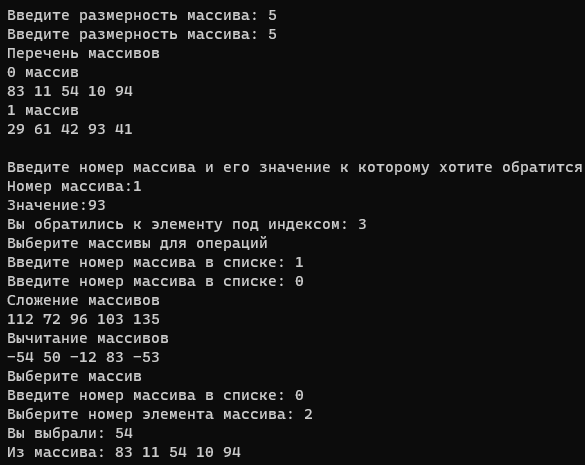 Введите размерность массива: 5
Введите размерность массива: 5
Перечень массивов
0 массив
83 11 54 10 94
1 массив
29 61 42 93 41
Введите номер массива и его значение к которому хотите обратится
Номер массива:1
Значение:93
Вы обратились к элементу под индексом: 3
Выберите массивы для операций
Введите номер массива в списке: 1
Введите номер массива в списке: 0
Сложение массивов
112 72 96 103 135
Вычитание массивов
-54 50 -12 83 -53
Выберите массив
Введите номер массива в списке: 0
Выберите номер элемента массива: 2
Вы выбрали: 54
Из массива: 83 11 54 10 94